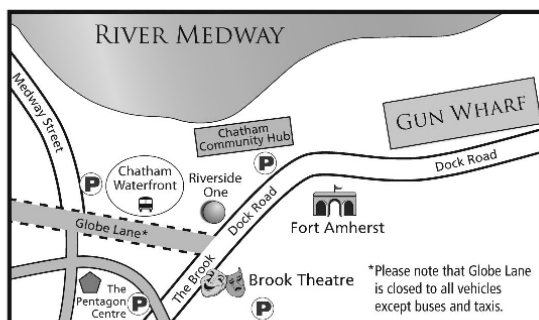 RIVER MEDWAY
Medway Street
GUN WHARF
Chatham
Community Hub
P
Dock Road
P
Chatham
Waterfront
Riverside
One
Dock Road
Fort Amherst
Globe Lane*
The Brook
Brook Theatre
The
Pentagon
Centre
P
P
*Please note that Globe Lane
is closed to all vehicles
except buses and taxis.